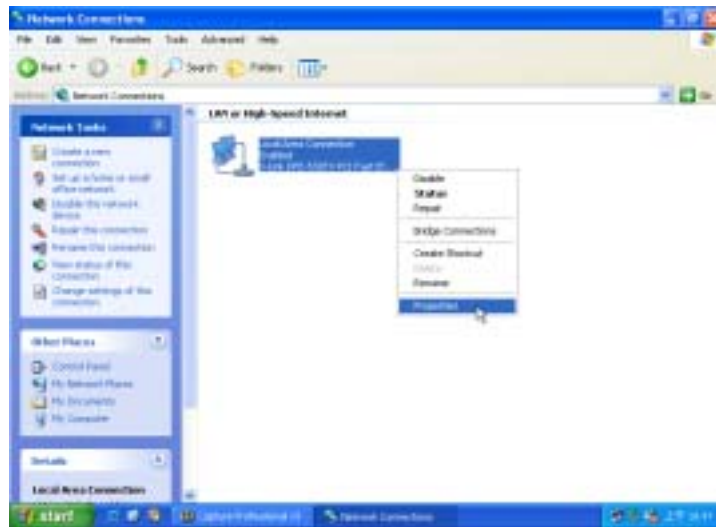 Network Connections
File Edit View Favorites Tools Advanced Help
Back Search Folders
Network Connections Go
LAN or High-Speed Internet
Network Tasks
Create a new connection
Set up a home or small office network
Disable this network device
Repair this connection
Rename this connection
View status of this connection
Change settings of this connection
Local Area Connection
Enabled
Disable
Status
Repair
Bridge Connections
Create Shortcut
Delete
Rename
Properties
Other Places
Control Panel
My Network Places
My Documents
My Computer
Details
Local Area Connection
start
Network Connections